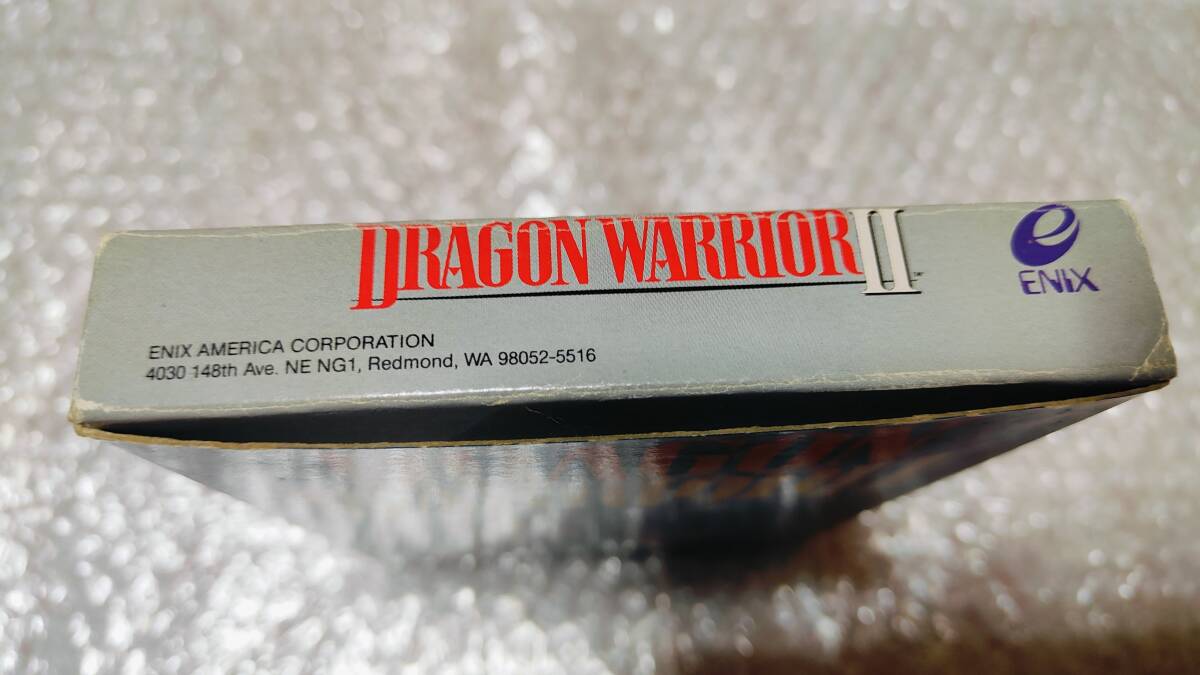 DRAGON WARRIOR II
ENIX
ENIX AMERICA CORPORATION
4030 148th Ave. NE NG1, Redmond, WA 98052-5516